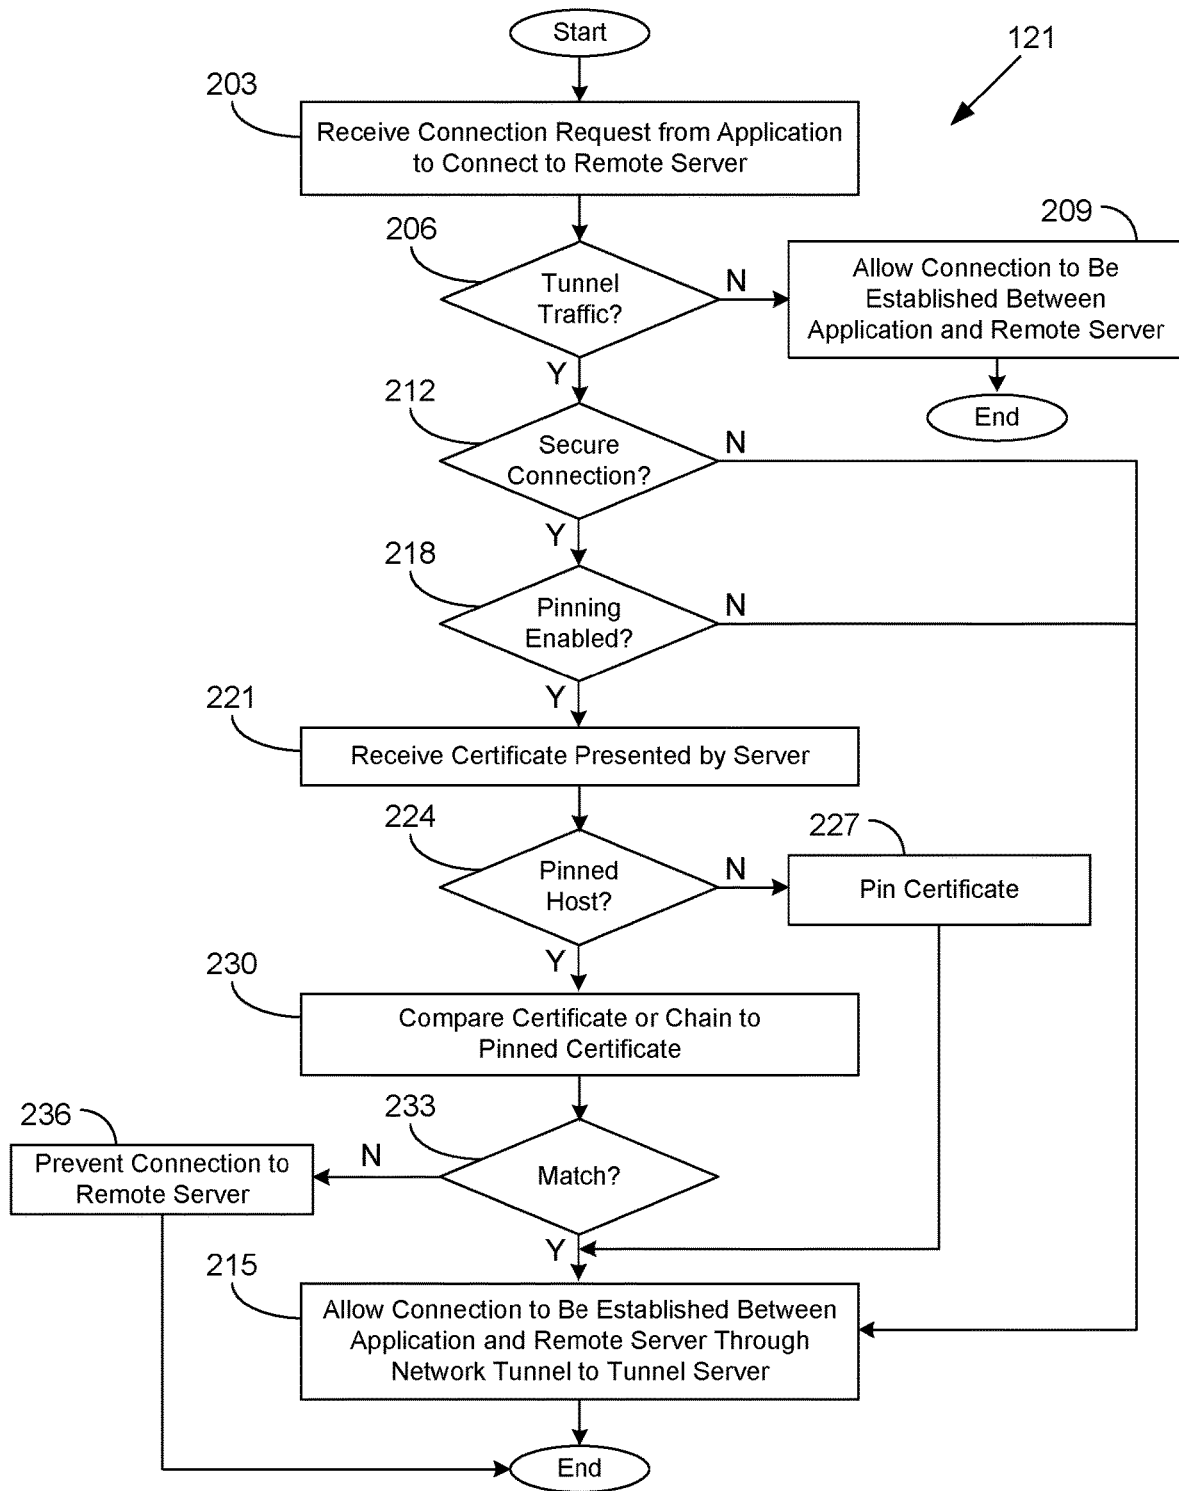 Start
121
203
Receive Connection Request from Application
to Connect to Remote Server
206
Tunnel
Traffic?
N
Y
209
Allow Connection to Be
Established Between
Application and Remote Server
End
212
Secure
Connection?
N
Y
218
Pinning
Enabled?
N
Y
221
Receive Certificate Presented by Server
224
Pinned
Host?
N
Y
227
Pin Certificate
230
Compare Certificate or Chain to
Pinned Certificate
233
Match?
N
Y
236
Prevent Connection to
Remote Server
215
Allow Connection to Be Established Between
Application and Remote Server Through
Network Tunnel to Tunnel Server
End